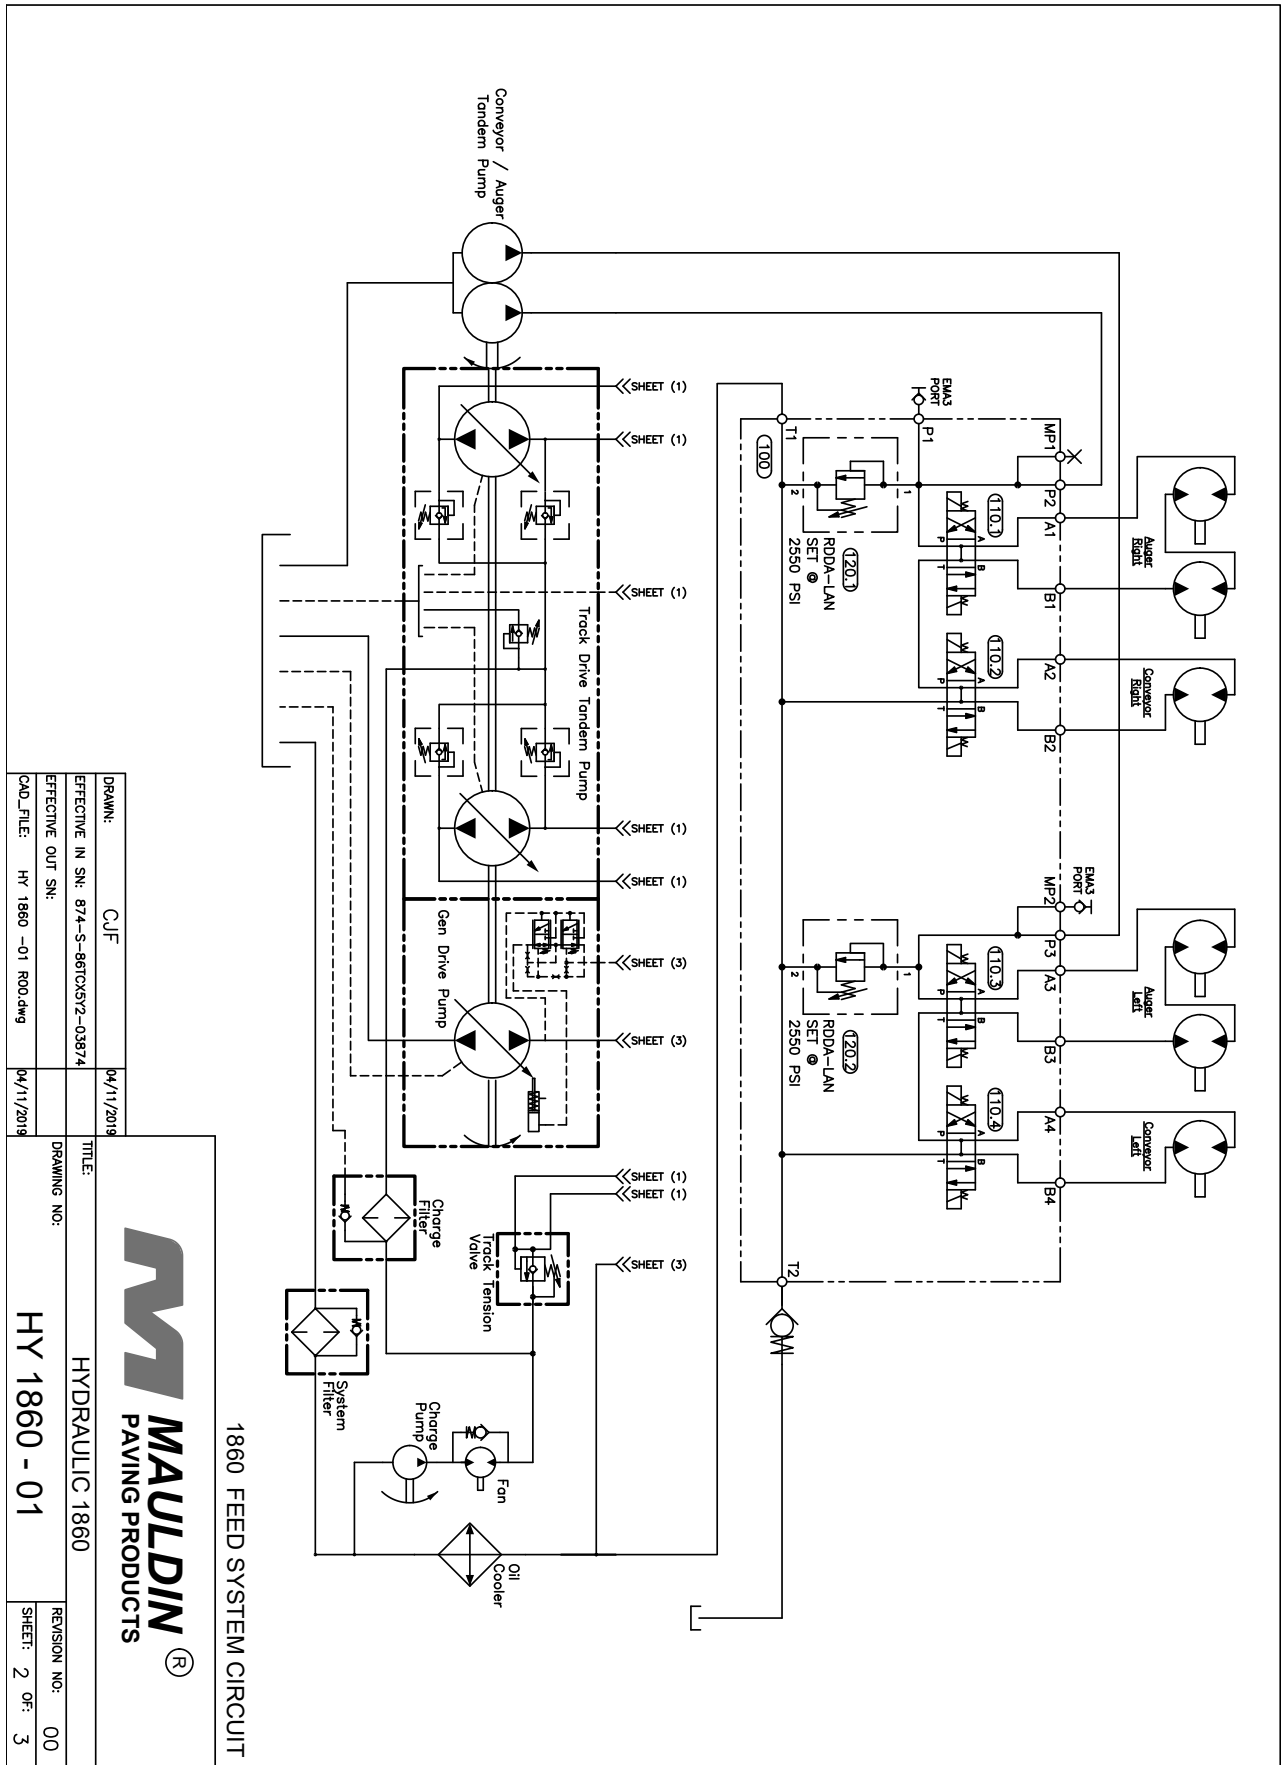 1860 FEED SYSTEM CIRCUIT
Conveyor / Auger
Tandem Pump
Track Drive Tandem Pump
Gen Drive Pump
SHEET (1)
SHEET (1)
SHEET (1)
SHEET (1)
SHEET (1)
SHEET (3)
SHEET (3)
SHEET (1)
SHEET (1)
SHEET (3)
Charge
Filter
Track Tension
Valve
System
Filter
Charge
Pump
Fan
Oil
Cooler
EMA3
PORT
MP1
P1
P2
A1
B1
A2
B2
T1
100
110.1
110.2
A
B
P
T
A
B
P
T
1
2
120.1
RDDA-LAN
SET @
2550 PSI
Auger
Right
Conveyor
Right
EMA3
PORT
MP2
P3
A3
B3
A4
B4
T2
110.3
110.4
A
B
P
T
A
B
P
T
1
2
120.2
RDDA-LAN
SET @
2550 PSI
Auger
Left
Conveyor
Left
MAULDIN ®
PAVING PRODUCTS
DRAWN: CJF 04/11/2019
EFFECTIVE IN SN: 874-S-86TCX5Y2-03874
EFFECTIVE OUT SN:
CAD_FILE: HY 1860 -01 R00.dwg 04/11/2019
TITLE: HYDRAULIC 1860
DRAWING NO: HY 1860 - 01
REVISION NO: 00
SHEET: 2 OF: 3